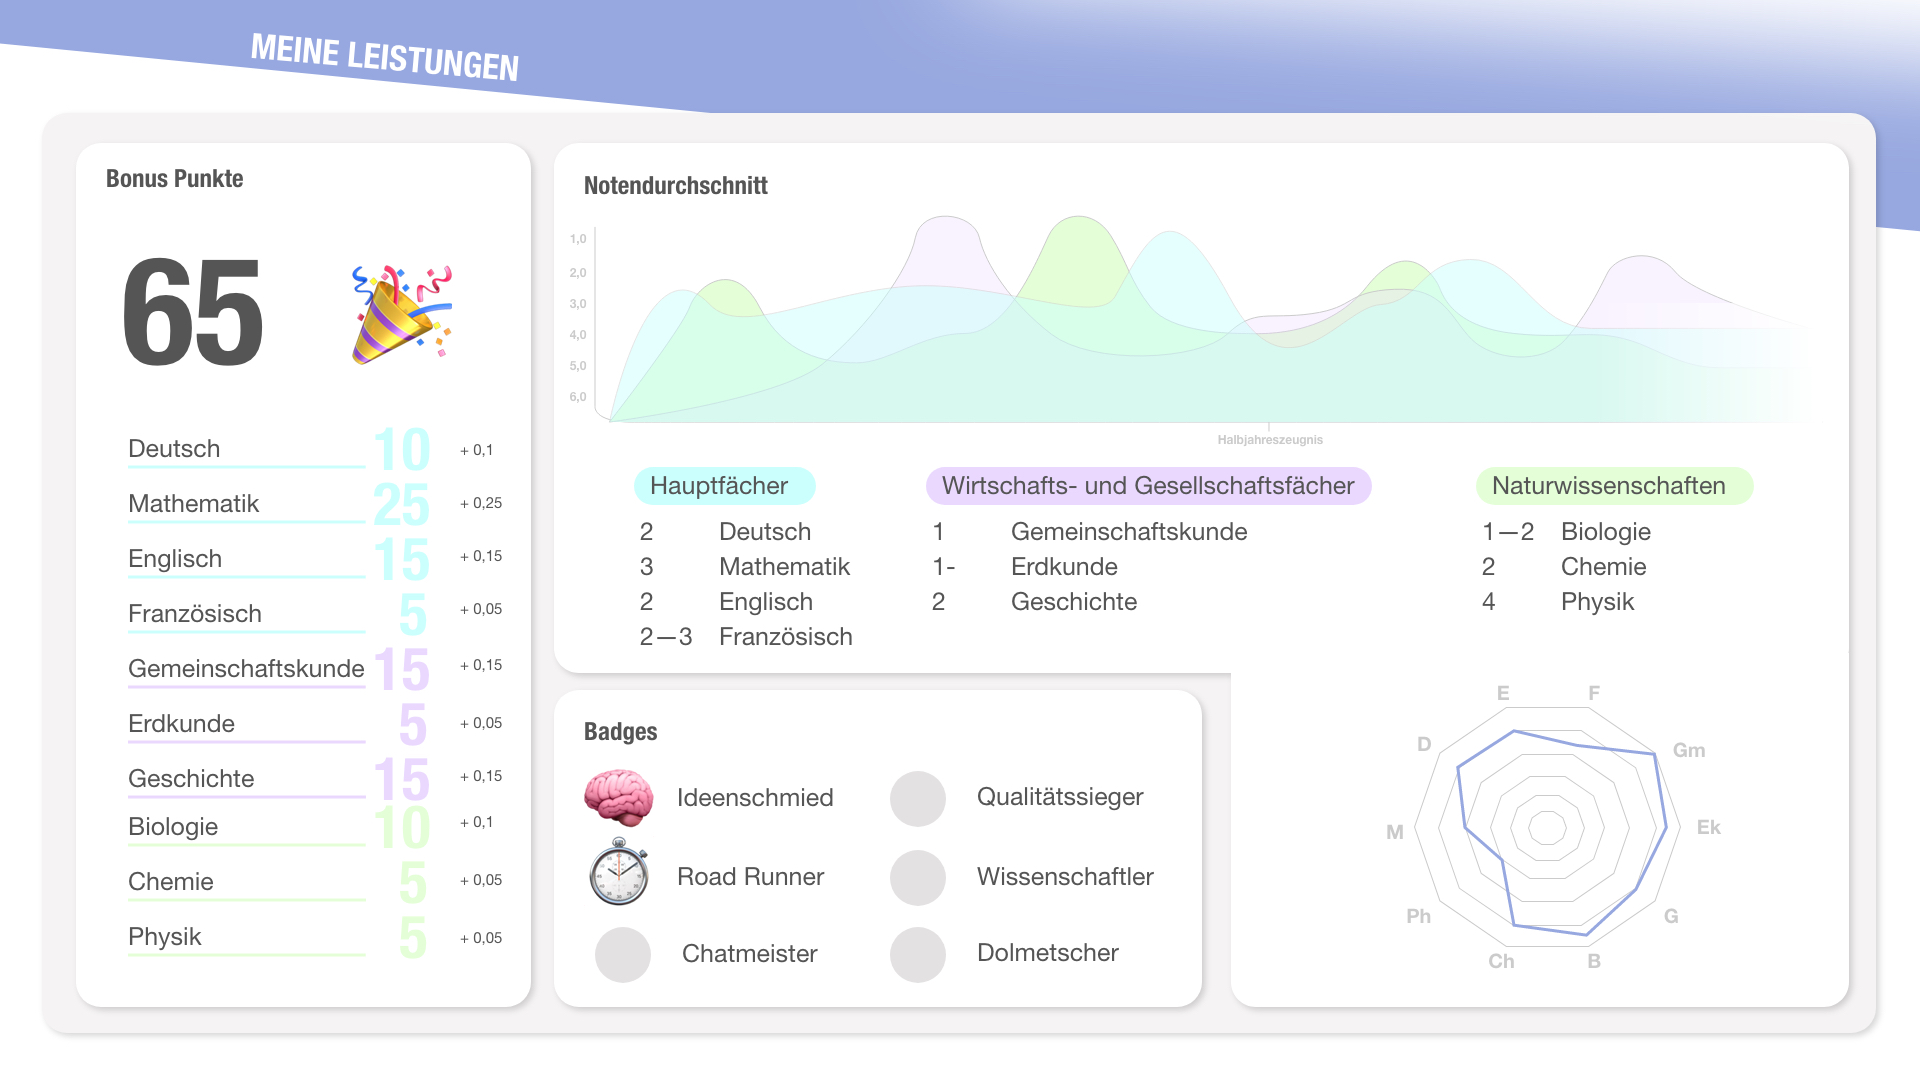 MEINE LEISTUNGEN
Bonus Punkte
65
Deutsch 10 + 0,1
Mathematik 25 + 0,25
Englisch 15 + 0,15
Französisch 5 + 0,05
Gemeinschaftskunde 15 + 0,15
Erdkunde 5 + 0,05
Geschichte 15 + 0,15
Biologie 10 + 0,1
Chemie 5 + 0,05
Physik 5 + 0,05
Notendurchschnitt
1,0
2,0
3,0
4,0
5,0
6,0
Halbjahreszeugnis
Hauptfächer
2 Deutsch
3 Mathematik
2 Englisch
2—3 Französisch
Wirtschafts- und Gesellschaftsfächer
1 Gemeinschaftskunde
1- Erdkunde
2 Geschichte
Naturwissenschaften
1—2 Biologie
2 Chemie
4 Physik
Badges
Ideenschmied
Qualitätssieger
Road Runner
Wissenschaftler
Chatmeister
Dolmetscher
E F
D Gm
M Ek
Ph G
Ch B